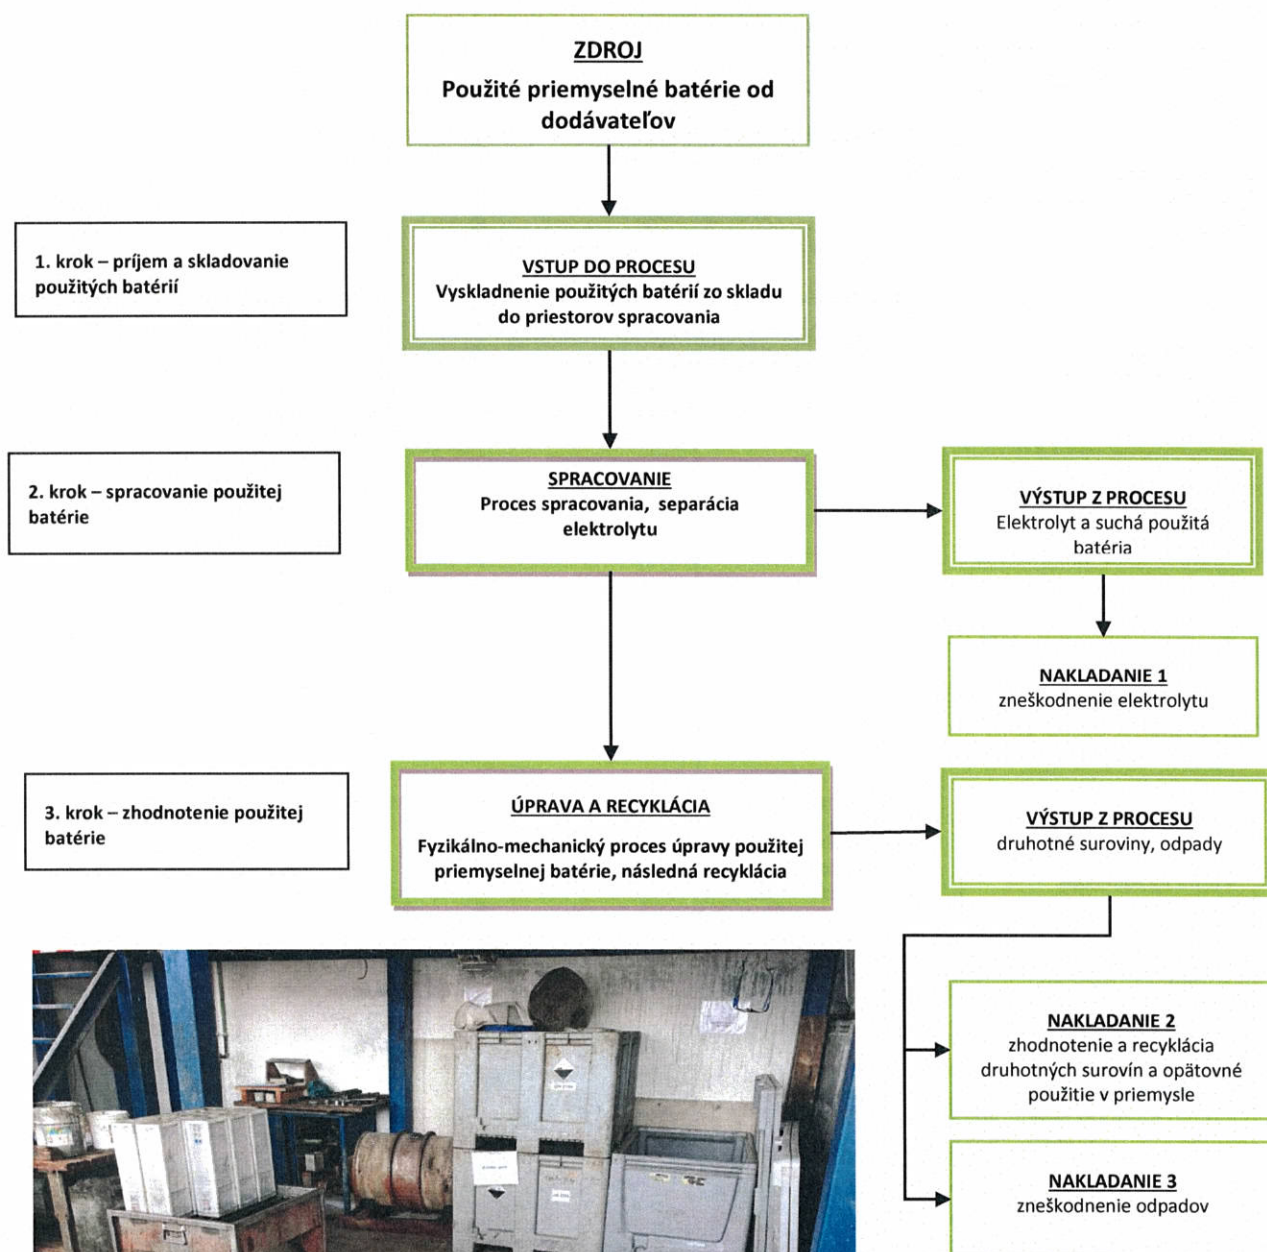 ZDROJ
Použité priemyselné batérie od
dodávateľov
1. krok – príjem a skladovanie
použitých batérií
VSTUP DO PROCESU
Vyskladnenie použitých batérií zo skladu
do priestorov spracovania
2. krok – spracovanie použitej
batérie
SPRACOVANIE
Proces spracovania, separácia
elektrolytu
VÝSTUP Z PROCESU
Elektrolyt a suchá použitá
batéria
NAKLADANIE 1
zneškodnenie elektrolytu
3. krok – zhodnotenie použitej
batérie
ÚPRAVA A RECYKLÁCIA
Fyzikálno-mechanický proces úpravy použitej
priemyselnej batérie, následná recyklácia
VÝSTUP Z PROCESU
druhotné suroviny, odpady
NAKLADANIE 2
zhodnotenie a recyklácia
druhotných surovín a opätovné
použitie v priemysle
NAKLADANIE 3
zneškodnenie odpadov